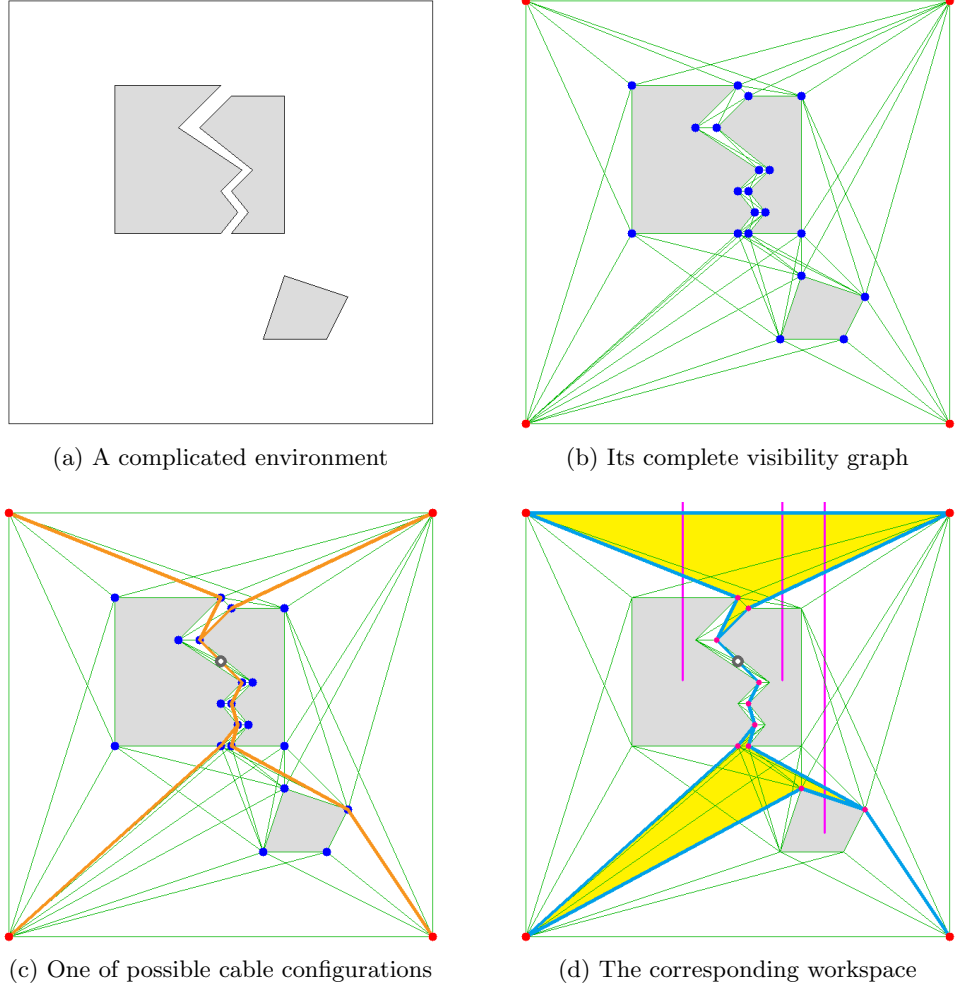 (a) A complicated environment
(b) Its complete visibility graph
(c) One of possible cable configurations
(d) The corresponding workspace